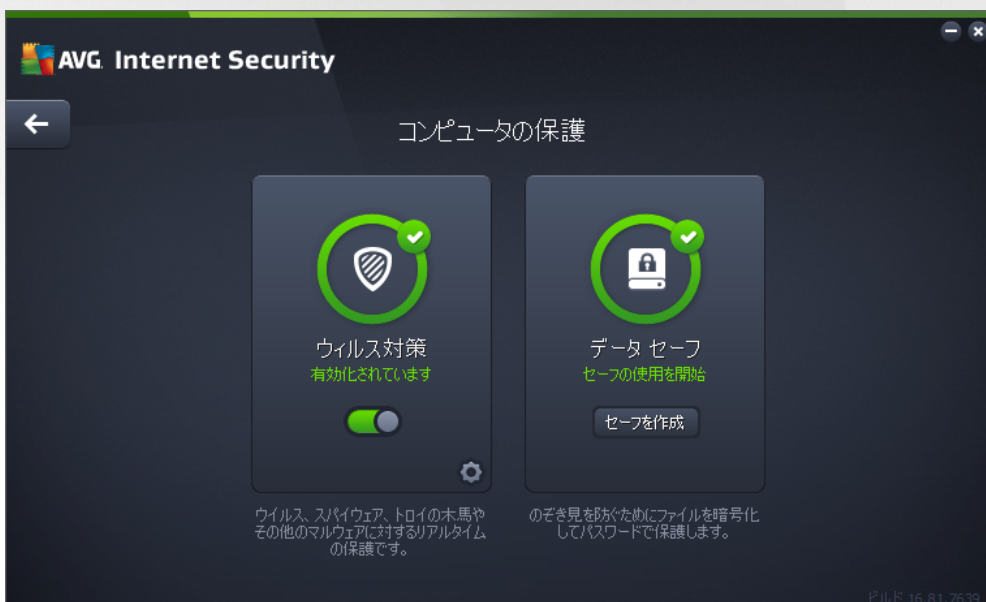 AVG. Internet Security
コンピュータの保護
ウィルス対策
有効化されています
データ セーフ
セーフの使用を開始
セーフを作成
ウイルス、スパイウェア、トロイの木馬や
その他のマルウェアに対するリアルタイム
の保護です。
のぞき見を防ぐためにファイルを暗号化
してパスワードで保護します。
ビルド 16.81.7639